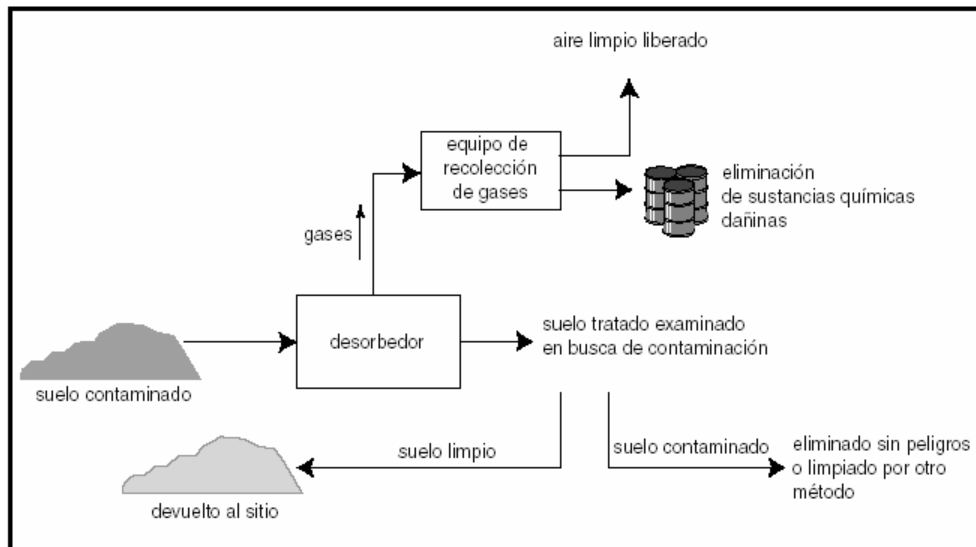 aire limpio liberado
equipo de
recolección
de gases
eliminación
de sustancias químicas
dañinas
gases
desorbedor
suelo tratado examinado
en busca de contaminación
suelo contaminado
suelo limpio
suelo contaminado
eliminado sin peligros
o limpiado por otro
método
devuelto al sitio